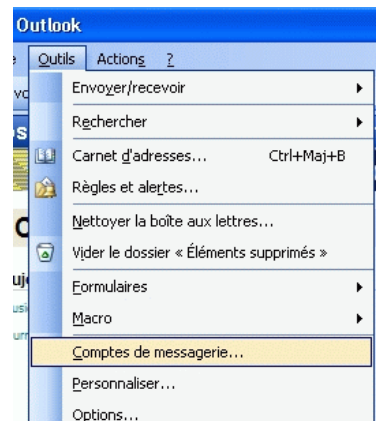 Outlook
Outils Actions ?
Envoyer/recevoir
Rechercher
Carnet d'adresses... Ctrl+Maj+B
Règles et alertes...
Nettoyer la boîte aux lettres...
Vider le dossier « Éléments supprimés »
Formulaires
Macro
Comptes de messagerie...
Personnaliser...
Options...